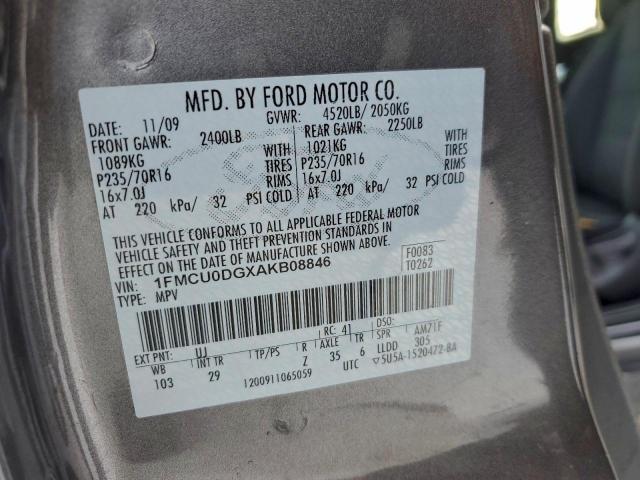 MFD. BY FORD MOTOR CO.
DATE: 11/09 GVWR: 4520LB/ 2050KG
FRONT GAWR: 2400LB REAR GAWR: 2250LB
1089KG WITH 1021KG WITH
P235/70R16 TIRES P235/70R16 TIRES
16x7.0J RIMS 16x7.0J RIMS
AT 220 kPa/ 32 PSI COLD AT 220 kPa/ 32 PSI COLD
THIS VEHICLE CONFORMS TO ALL APPLICABLE FEDERAL MOTOR
VEHICLE SAFETY AND THEFT PREVENTION STANDARDS IN
EFFECT ON THE DATE OF MANUFACTURE SHOWN ABOVE.
VIN: 1FMCU0DGXAKB08846 F0083
TYPE: MPV T0262
EXT PNT: UJ RC: 41 DSO:
WB INT TR TP/PS R AXLE TR SPR AM71F
103 29 Z 35 6 LLDD 305
1200911065059 UTC ▽5U5A-1520472-BA